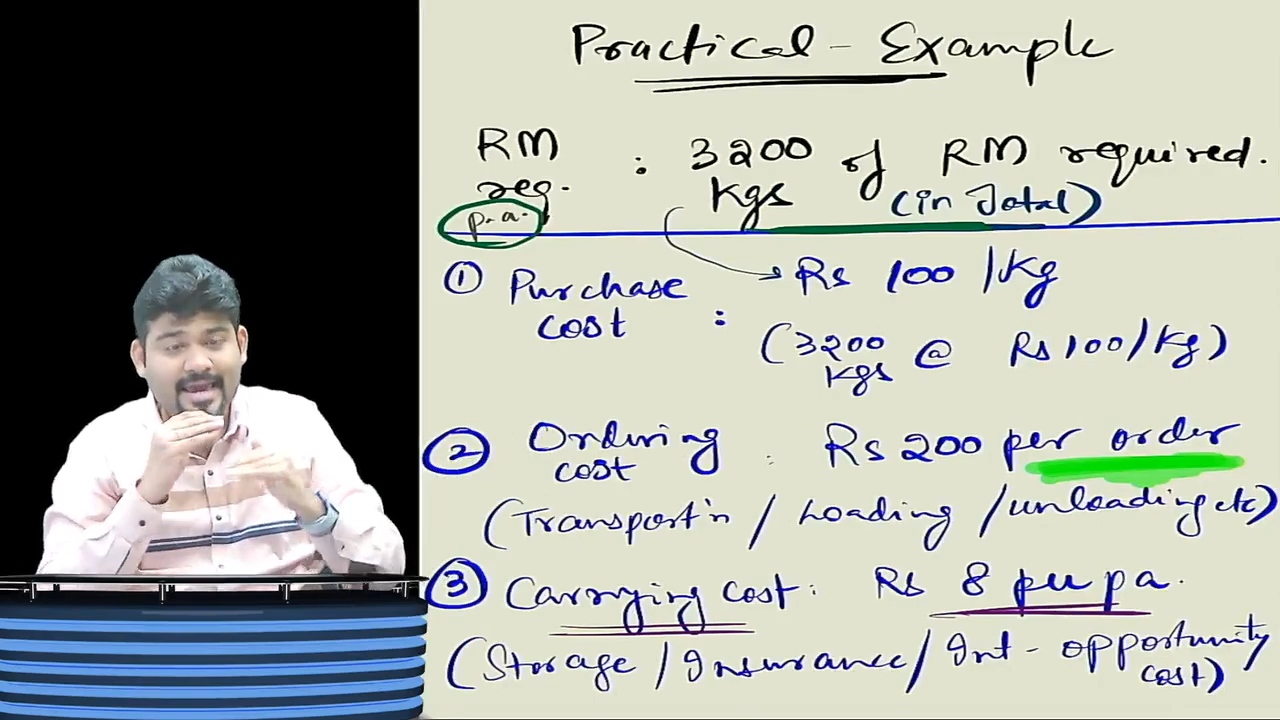 Practical - Example
RM req. p.a. : 3200 Kgs of RM required.
(in Total)
① Purchase cost : Rs 100 /Kg
(3200 Kgs @ Rs 100/Kg)
② Ordering cost : Rs 200 per order
(Transport'n / Loading / unloading etc)
③ Carrying cost : Rs 8 pu pa.
(Storage / Insurance / Int - opportunity cost)